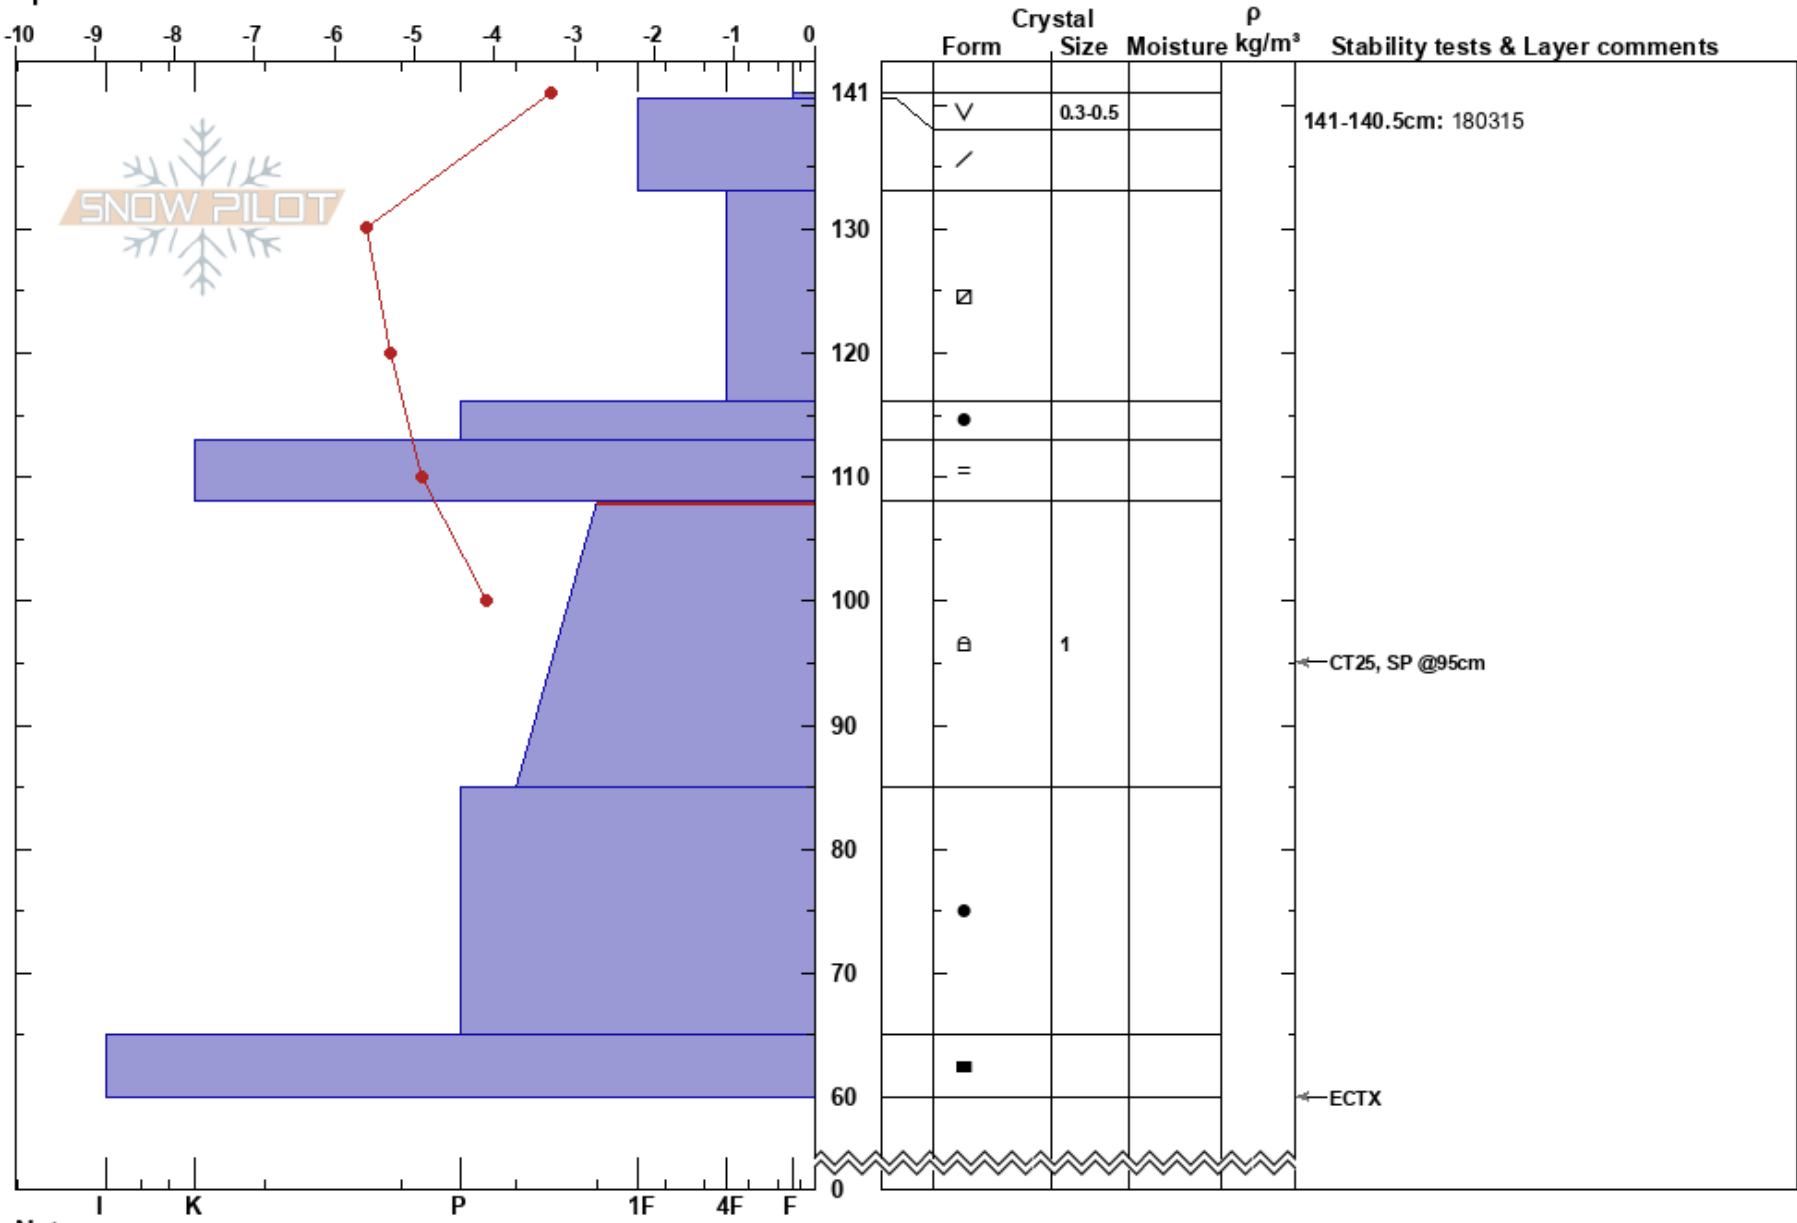 Crystal ρ
-10 -9 -8 -7 -6 -5 -4 -3 -2 -1 0
Form Size Moisture kg/m³ Stability tests & Layer comments
141
0.3-0.5
141-140.5cm: 180315
SNOW PILOT
130
120
110
=
100
1
CT25, SP @95cm
90
80
70
60
ECTX
0
I K P 1F 4F F